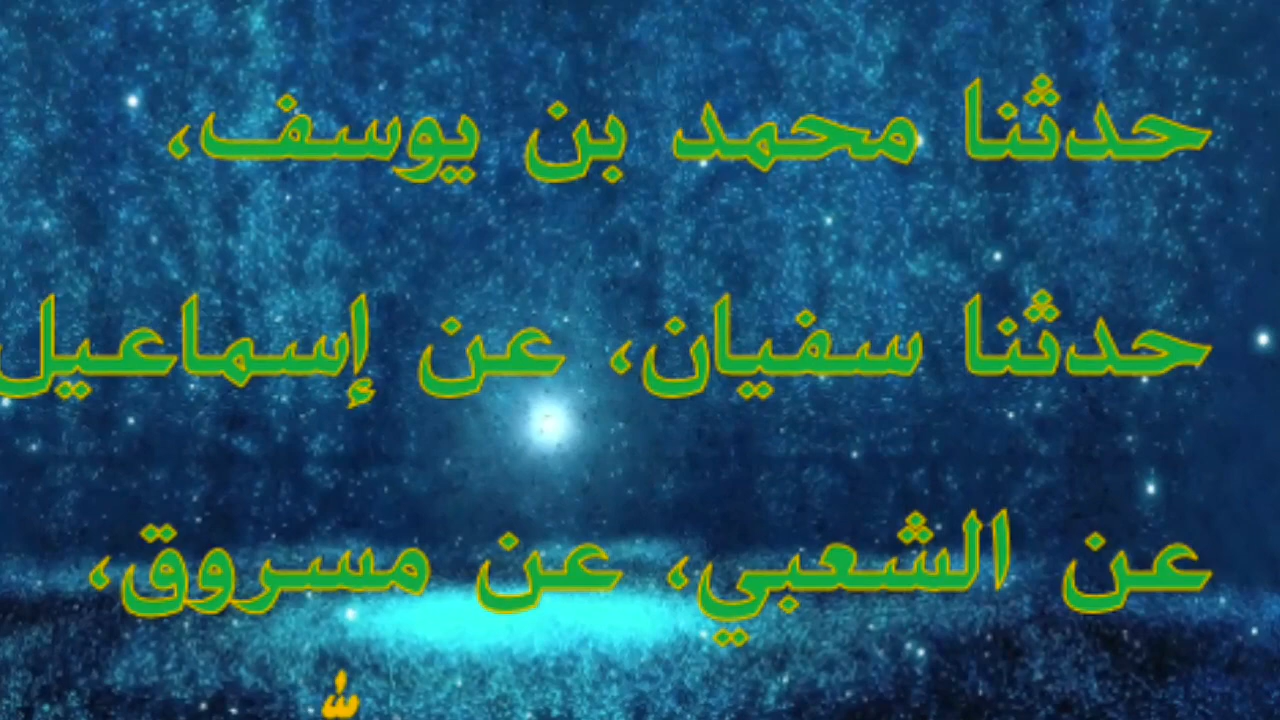 حدثنا محمد بن يوسف،
حدثنا سفيان، عن إسماعيل
عن الشعبي، عن مسروق،